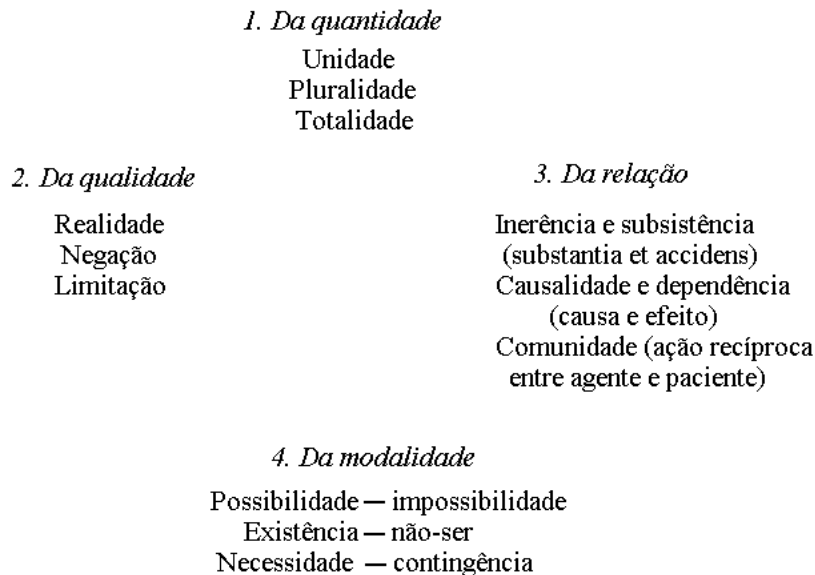 1. Da quantidade
Unidade
Pluralidade
Totalidade
2. Da qualidade
Realidade
Negação
Limitação
3. Da relação
Inerência e subsistência
(substantia et accidens)
Causalidade e dependência
(causa e efeito)
Comunidade (ação recíproca
entre agente e paciente)
4. Da modalidade
Possibilidade — impossibilidade
Existência — não-ser
Necessidade — contingência